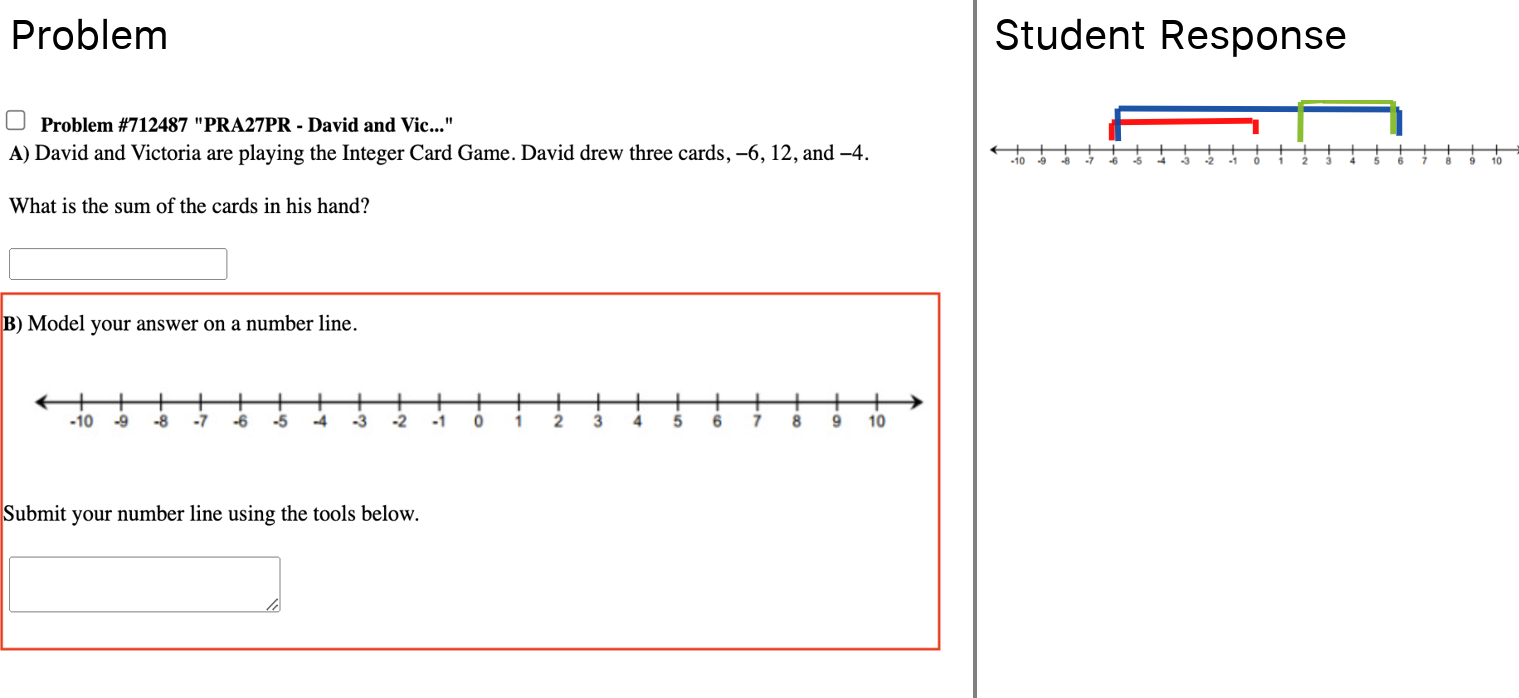 Problem
Student Response
Problem #712487 "PRA27PR - David and Vic..."
A) David and Victoria are playing the Integer Card Game. David drew three cards, −6, 12, and −4.
-10 -9 -8 -7 -6 -5 -4 -3 -2 -1 0 1 2 3 4 5 6 7 8 9 10
What is the sum of the cards in his hand?
B) Model your answer on a number line.
-10 -9 -8 -7 -6 -5 -4 -3 -2 -1 0 1 2 3 4 5 6 7 8 9 10
Submit your number line using the tools below.